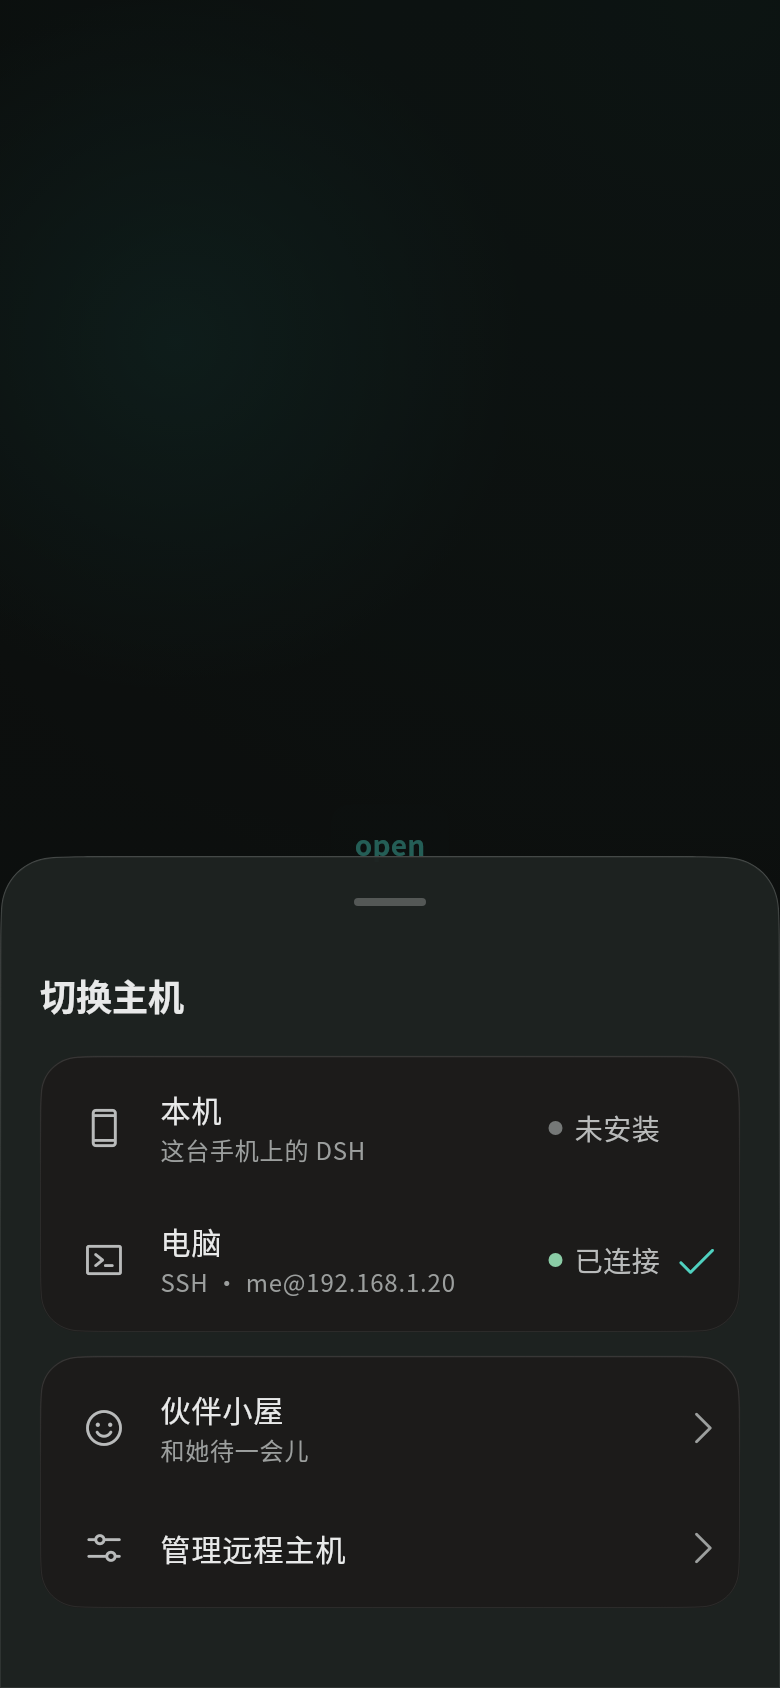 open
切换主机
本机
这台手机上的 DSH
未安装
电脑
SSH · me@192.168.1.20
已连接
伙伴小屋
和她待一会儿
管理远程主机